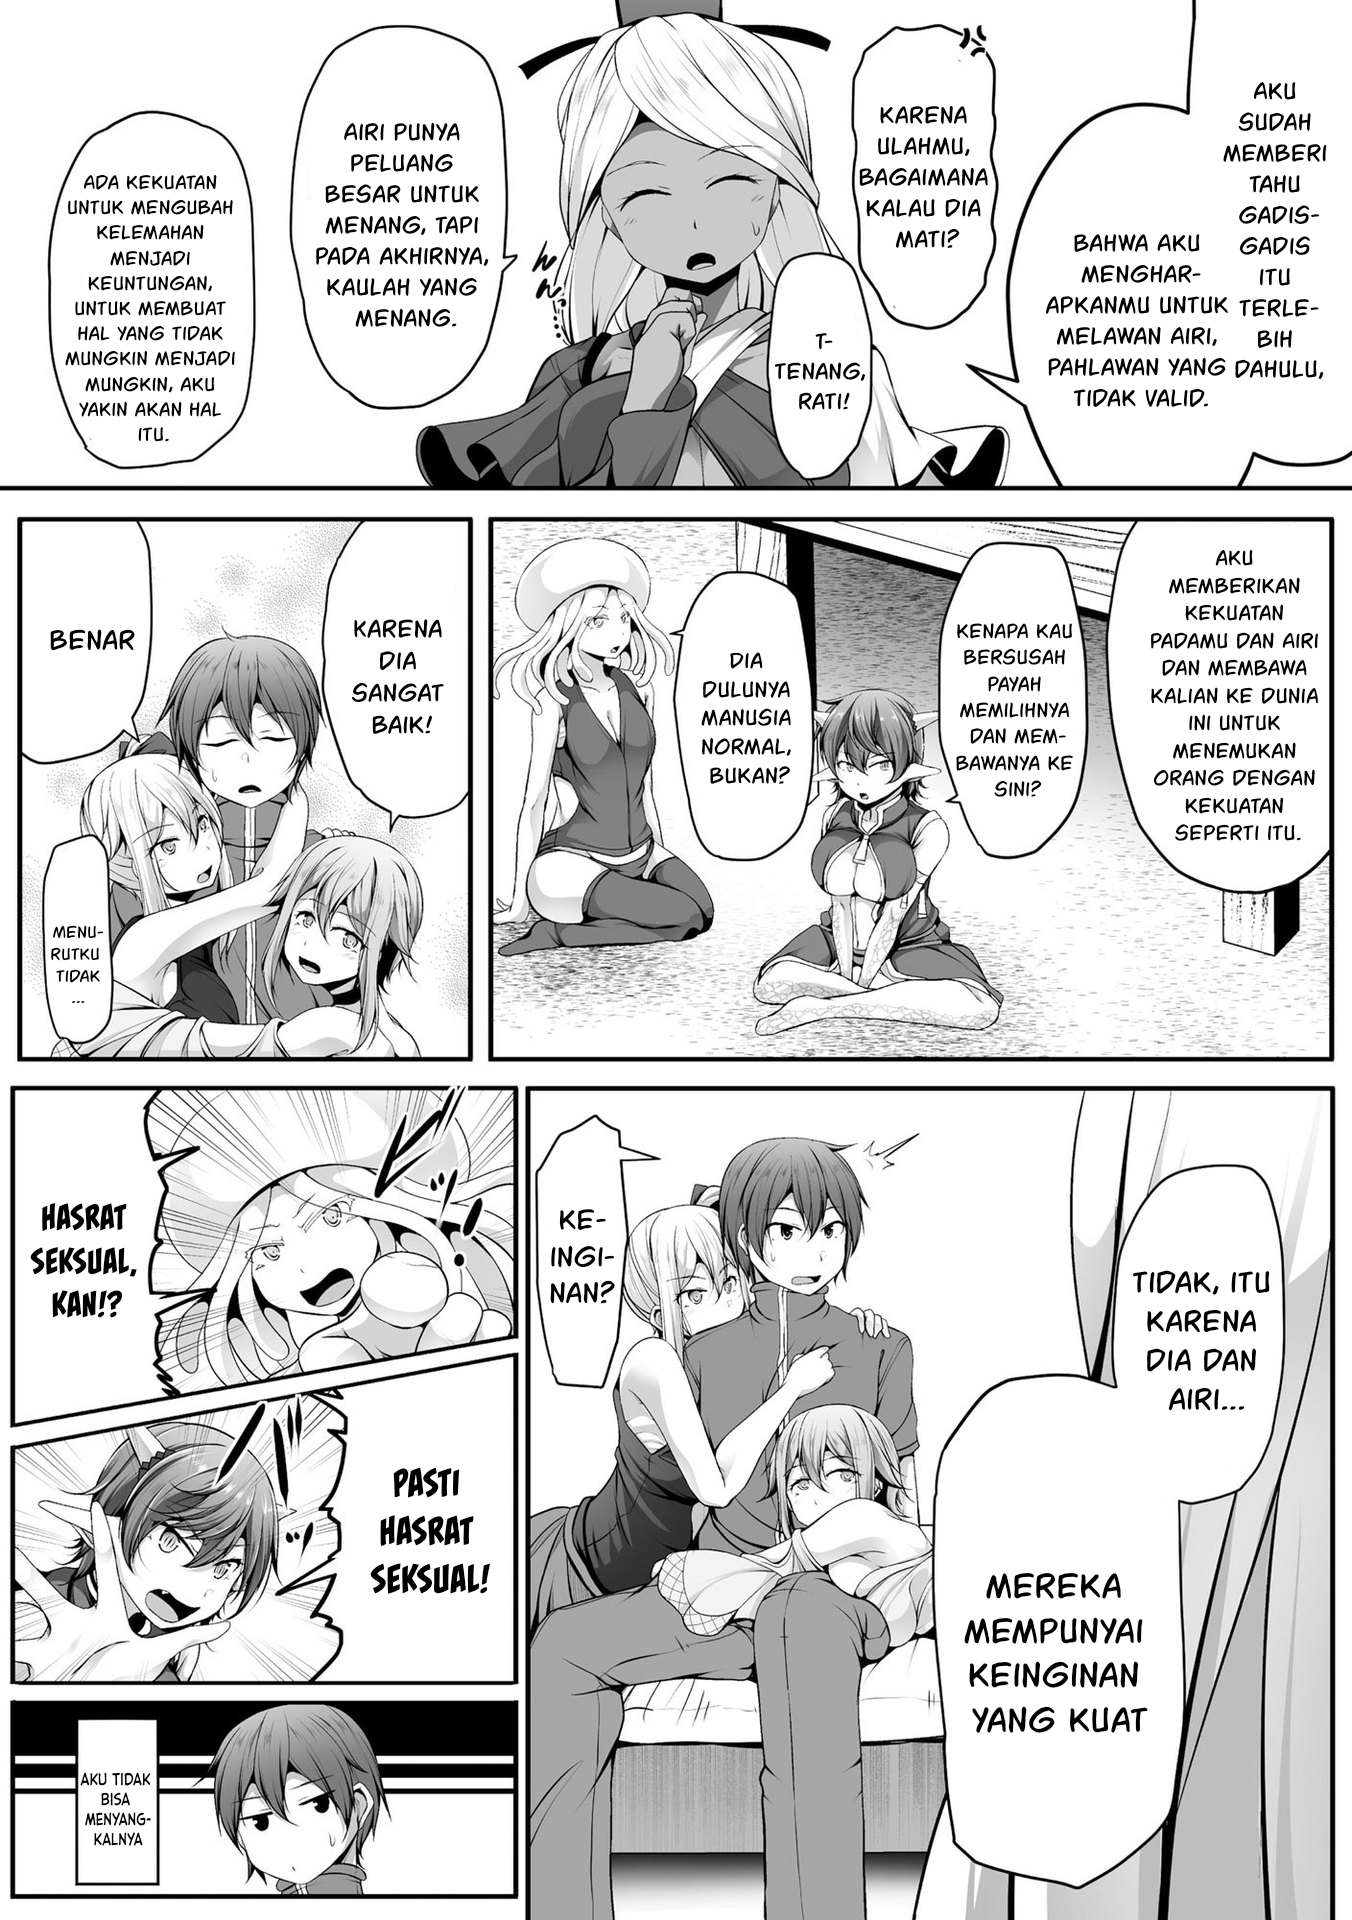 AKU
SUDAH
MEMBERI
TAHU
GADIS-
GADIS
ITU
TERLE-
BIH
DAHULU,
BAHWA AKU
MENGHAR-
APKANMU UNTUK
MELAWAN AIRI,
PAHLAWAN YANG
TIDAK VALID.
KARENA
ULAHMU,
BAGAIMANA
KALAU DIA
MATI?
T-
TENANG,
RATI!
AIRI PUNYA
PELUANG
BESAR UNTUK
MENANG, TAPI
PADA AKHIRNYA,
KAULAH YANG
MENANG.
ADA KEKUATAN
UNTUK MENGUBAH
KELEMAHAN
MENJADI
KEUNTUNGAN,
UNTUK MEMBUAT
HAL YANG TIDAK
MUNGKIN MENJADI
MUNGKIN, AKU
YAKIN AKAN HAL
ITU.
AKU
MEMBERIKAN
KEKUATAN
PADAMU DAN AIRI
DAN MEMBAWA
KALIAN KE DUNIA
INI UNTUK
MENEMUKAN
ORANG DENGAN
KEKUATAN
SEPERTI ITU.
KENAPA KAU
BERSUSAH
PAYAH
MEMILIHNYA
DAN MEM-
BAWANYA KE
SINI?
DIA
DULUNYA
MANUSIA
NORMAL,
BUKAN?
KARENA
DIA
SANGAT
BAIK!
BENAR
MENU-
RUTKU
TIDAK
...
TIDAK, ITU
KARENA
DIA DAN
AIRI...
MEREKA
MEMPUNYAI
KEINGINAN
YANG KUAT
KE-
INGI-
NAN?
HASRAT
SEKSUAL,
KAN!?
PASTI
HASRAT
SEKSUAL!
AKU TIDAK
BISA
MENYANG-
KALNYA